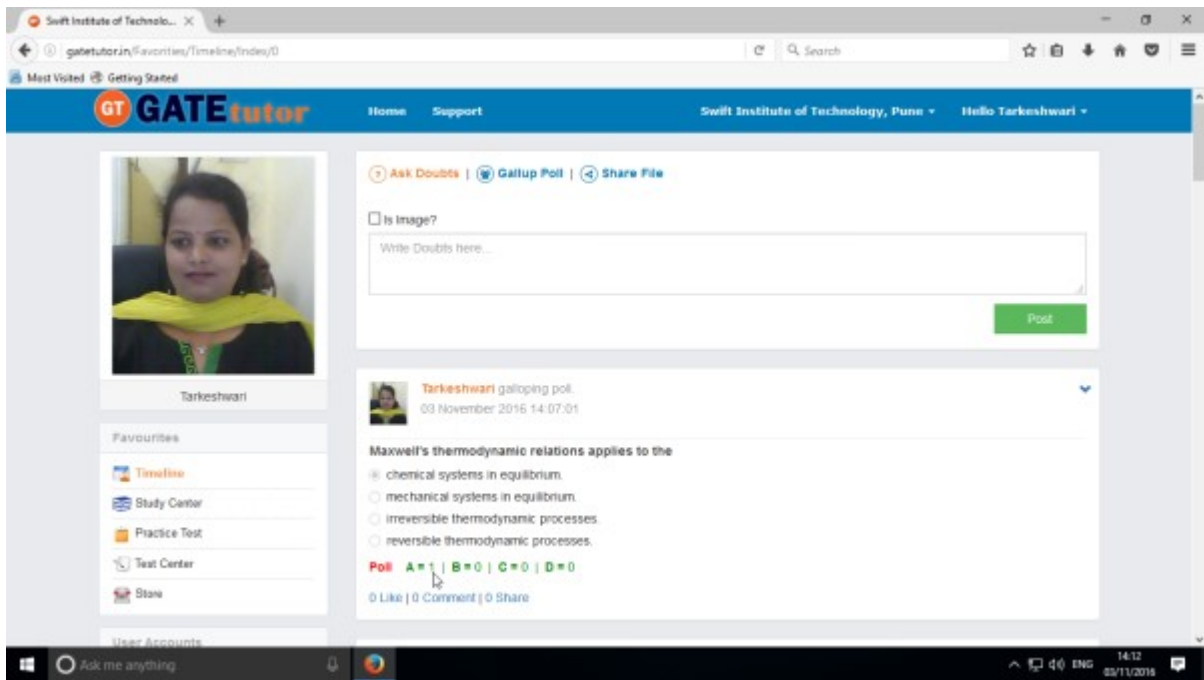 Swift Institute of Technolo...
gatetutor.in/Favorities/Timeline/Index/0
Search
Most Visited Getting Started
GT GATEtutor Home Support Swift Institute of Technology, Pune Hello Tarkeshwari
Ask Doubts | Gallup Poll | Share File
Is Image?
Write Doubts here...
Post
Tarkeshwari
Favourites
Timeline
Study Center
Practice Test
Test Center
Store
User Accounts
Tarkeshwari galloping poll.
03 November 2016 14:07:01
Maxwell's thermodynamic relations applies to the
chemical systems in equilibrium.
mechanical systems in equilibrium.
irreversible thermodynamic processes.
reversible thermodynamic processes.
Poll A = 1 | B = 0 | C = 0 | D = 0
0 Like | 0 Comment | 0 Share
Ask me anything
ENG
14:12
03/11/2016